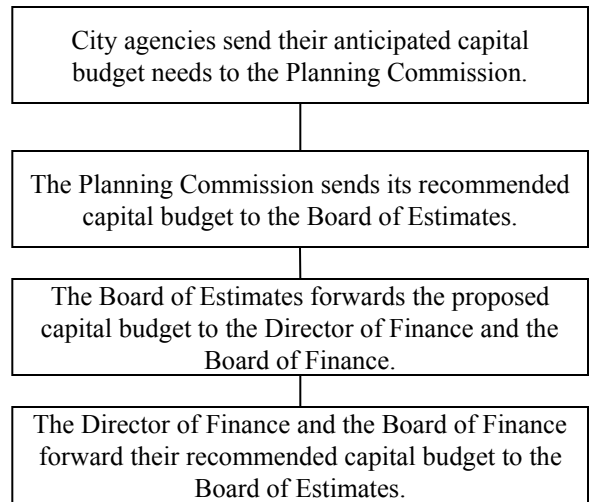 City agencies send their anticipated capital
budget needs to the Planning Commission.
The Planning Commission sends its recommended
capital budget to the Board of Estimates.
The Board of Estimates forwards the proposed
capital budget to the Director of Finance and the
Board of Finance.
The Director of Finance and the Board of Finance
forward their recommended capital budget to the
Board of Estimates.